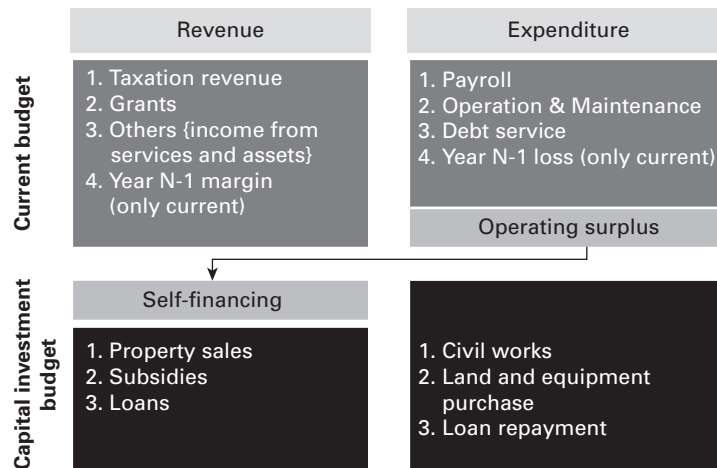 Revenue
Expenditure
Current budget
1. Taxation revenue
2. Grants
3. Others {income from
services and assets}
4. Year N-1 margin
(only current)
1. Payroll
2. Operation & Maintenance
3. Debt service
4. Year N-1 loss (only current)
Operating surplus
Capital investment
budget
Self-financing
1. Property sales
2. Subsidies
3. Loans
1. Civil works
2. Land and equipment
purchase
3. Loan repayment